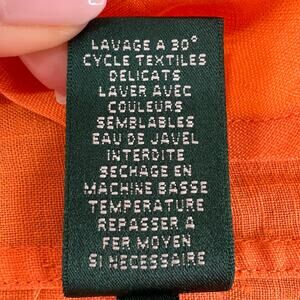 LAVAGE A 30°
CYCLE TEXTILES
DELICATS
LAVER AVEC
COULEURS
SEMBLABLES
EAU DE JAVEL
INTERDITE
SECHAGE EN
MACHINE BASSE
TEMPERATURE
REPASSER A
FER MOYEN
SI NECESSAIRE